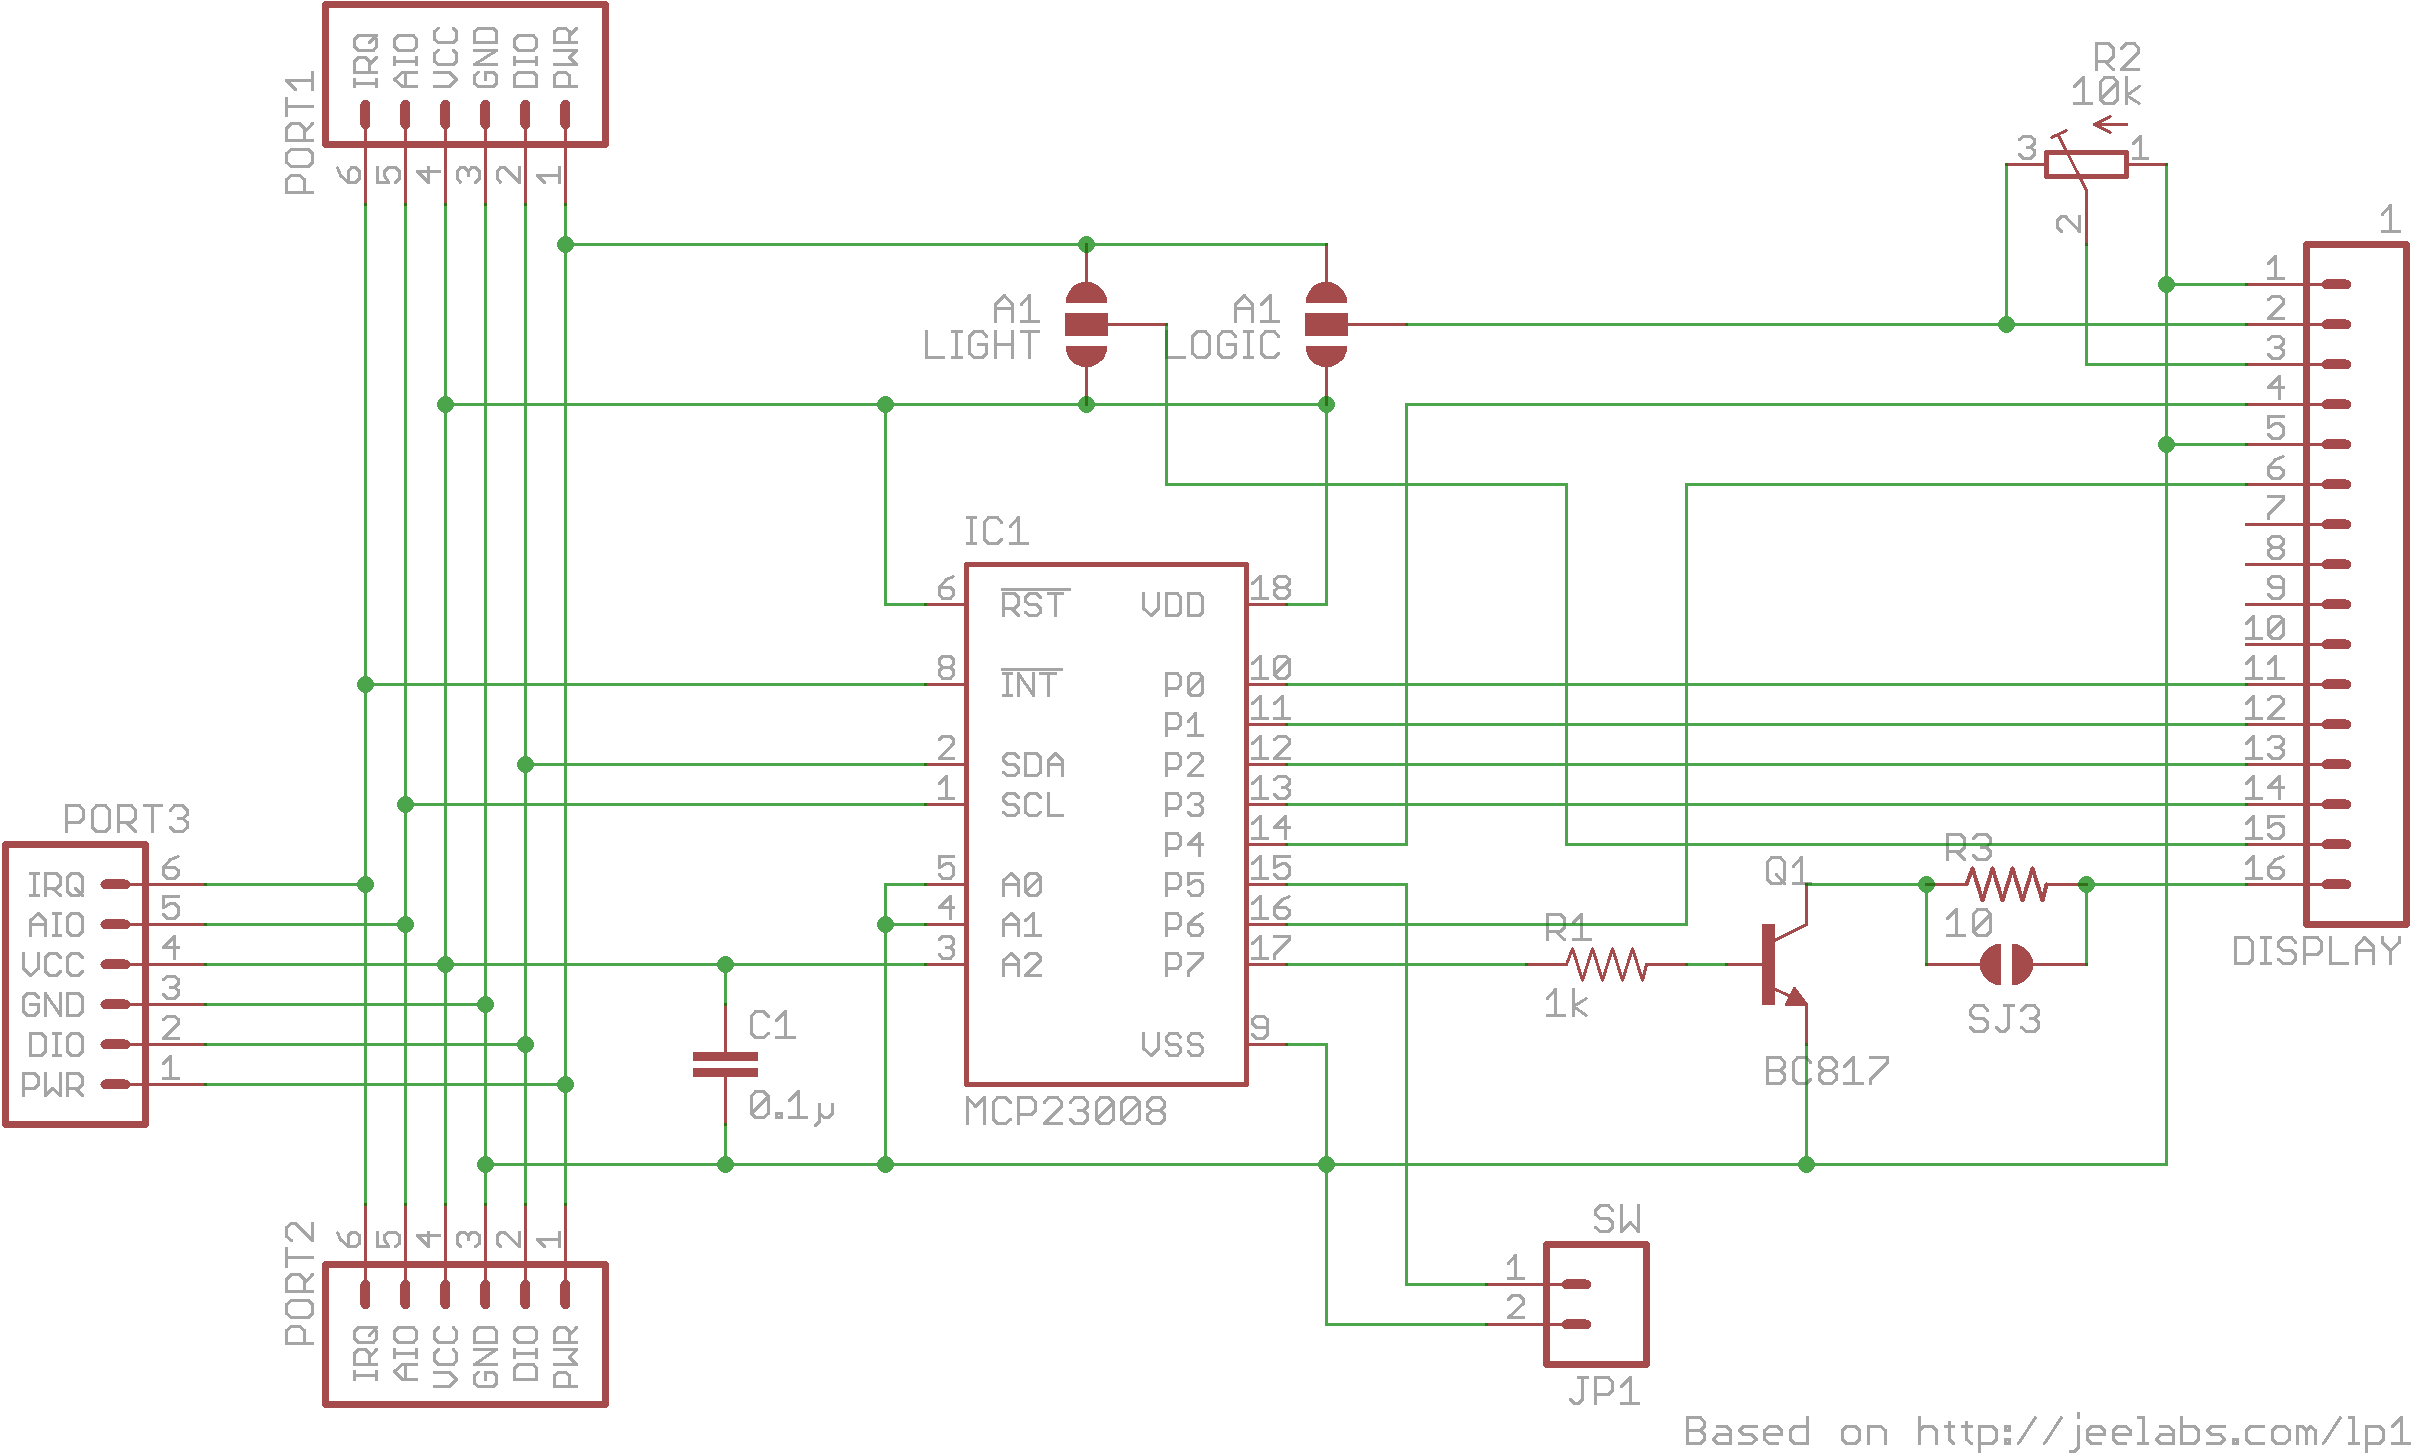 PORT1
IRQ
AIO
VCC
GND
DIO
PWR
6
5
4
3
2
1
R2
10k
3
1
2
A1
LIGHT
A1
LOGIC
1
1
2
3
4
5
6
7
8
9
10
11
12
13
14
15
16
DISPLAY
IC1
6 RST
8 INT
2 SDA
1 SCL
5 A0
4 A1
3 A2
VDD 18
P0 10
P1 11
P2 12
P3 13
P4 14
P5 15
P6 16
P7 17
VSS 9
MCP23008
PORT3
IRQ 6
AIO 5
VCC 4
GND 3
DIO 2
PWR 1
C1
0.1µ
R1
1k
Q1
BC817
R3
10
SJ3
PORT2
6
5
4
3
2
1
IRQ
AIO
VCC
GND
DIO
PWR
SW
1
2
JP1
Based on http://jeelabs.com/lp1